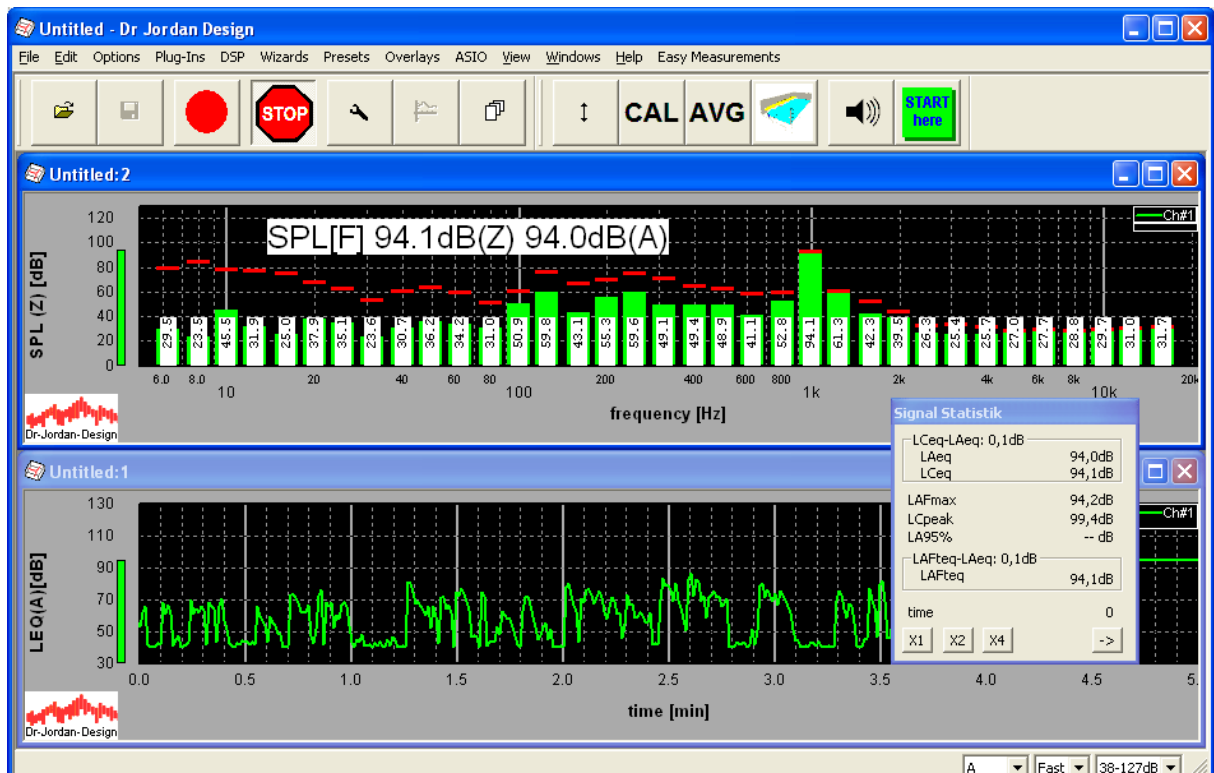 Untitled - Dr Jordan Design
File Edit Options Plug-Ins DSP Wizards Presets Overlays ASIO View Windows Help Easy Measurements
STOP CAL AVG START here
Untitled:2
SPL[F] 94.1dB(Z) 94.0dB(A)
Ch#1
SPL (Z) [dB]
120
100
80
60
40
20
0
29.5 23.5 45.5 31.9 25.0 37.9 35.1 23.6 30.7 36.2 34.2 31.0 50.9 59.8 43.1 55.3 59.6 49.1 49.4 48.9 41.1 52.8 94.1 61.3 42.3 39.5 26.3 25.4 25.7 27.0 27.7 28.8 29.7 31.0 31.7
6.0 8.0 20 40 60 80 200 400 600 800 2k 4k 6k 8k 20k
10 100 1k 10k
frequency [Hz]
Dr-Jordan-Design
Signal Statistik
LCeq-LAeq: 0,1dB
LAeq 94,0dB
LCeq 94,1dB
LAFmax 94,2dB
LCpeak 99,4dB
LA95% -- dB
LAFteq-LAeq: 0,1dB
LAFteq 94,1dB
time 0
X1 X2 X4 ->
Untitled:1
Ch#1
LEQ(A)[dB]
130
110
90
70
50
30
0.0 0.5 1.0 1.5 2.0 2.5 3.0 3.5 4.0 4.5 5.
time [min]
Dr-Jordan-Design
A Fast 38-127dB